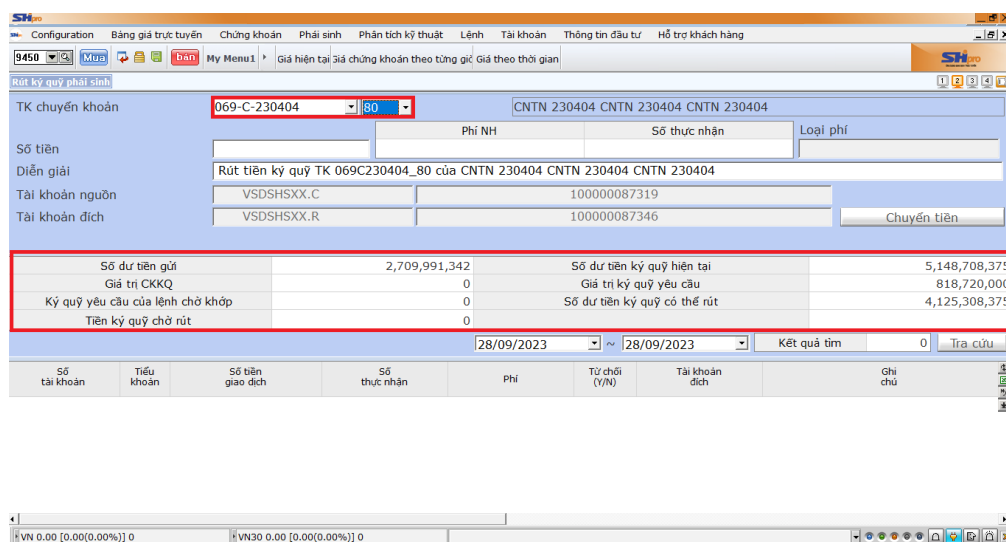 SHpro
Configuration Bảng giá trực tuyến Chứng khoán Phái sinh Phân tích kỹ thuật Lệnh Tài khoản Thông tin đầu tư Hỗ trợ khách hàng
9450 Mua bán My Menu1 Giá hiện tại Giá chứng khoán theo từng giờ Giá theo thời gian SHpro
Rút ký quỹ phái sinh 1 2 3 4
TK chuyển khoản 069-C-230404 80 CNTN 230404 CNTN 230404 CNTN 230404
Phí NH Số thực nhận Loại phí
Số tiền
Diễn giải Rút tiền ký quỹ TK 069C230404_80 của CNTN 230404 CNTN 230404 CNTN 230404
Tài khoản nguồn VSDSHSXX.C 100000087319
Tài khoản đích VSDSHSXX.R 100000087346 Chuyển tiền
Số dư tiền gửi 2,709,991,342 Số dư tiền ký quỹ hiện tại 5,148,708,375
Giá trị CKKQ 0 Giá trị ký quỹ yêu cầu 818,720,000
Ký quỹ yêu cầu của lệnh chờ khớp 0 Số dư tiền ký quỹ có thể rút 4,125,308,375
Tiền ký quỹ chờ rút 0
28/09/2023 ~ 28/09/2023 Kết quả tìm 0 Tra cứu
Số tài khoản Tiểu khoản Số tiền giao dịch Số thực nhận Phí Từ chối (Y/N) Tài khoản đích Ghi chú
VN 0.00 [0.00(0.00%)] 0 VN30 0.00 [0.00(0.00%)] 0